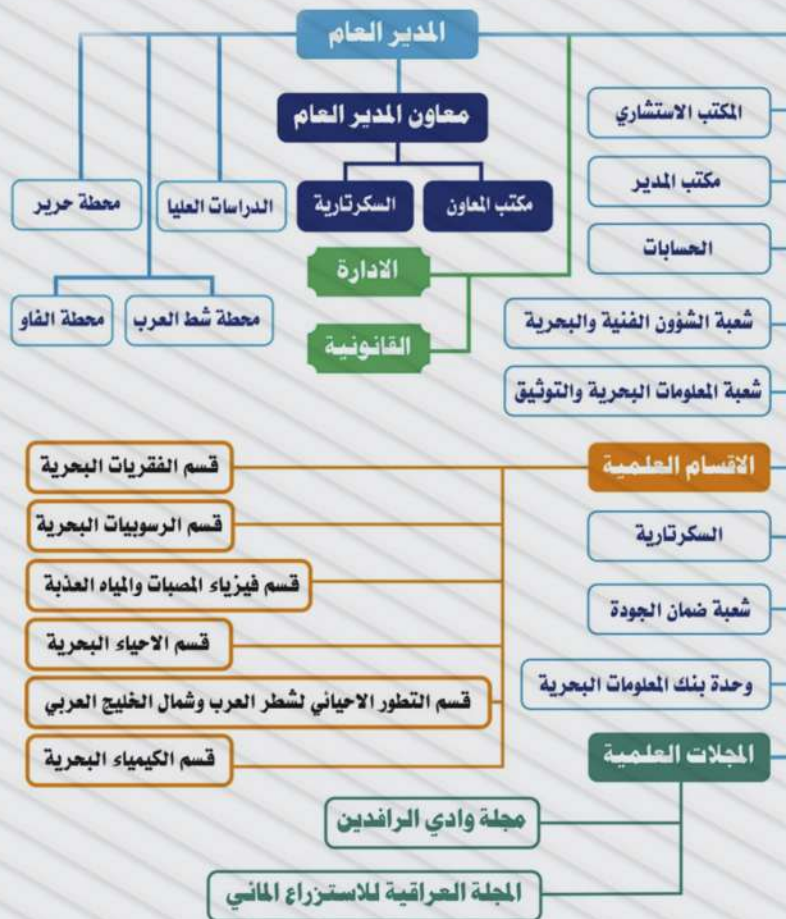 المدير العام
معاون المدير العام
مكتب المعاون
السكرتارية
الدراسات العليا
محطة حرير
محطة شط العرب
محطة الفاو
الادارة
القانونية
المكتب الاستشاري
مكتب المدير
الحسابات
شعبة الشؤون الفنية والبحرية
شعبة المعلومات البحرية والتوثيق
الاقسام العلمية
قسم الفقريات البحرية
قسم الرسوبيات البحرية
قسم فيزياء المصبات والمياه العذبة
قسم الاحياء البحرية
قسم التطور الاحيائي لشطر العرب وشمال الخليج العربي
قسم الكيمياء البحرية
السكرتارية
شعبة ضمان الجودة
وحدة بنك المعلومات البحرية
المجلات العلمية
مجلة وادي الرافدين
المجلة العراقية للاستزراع المائي